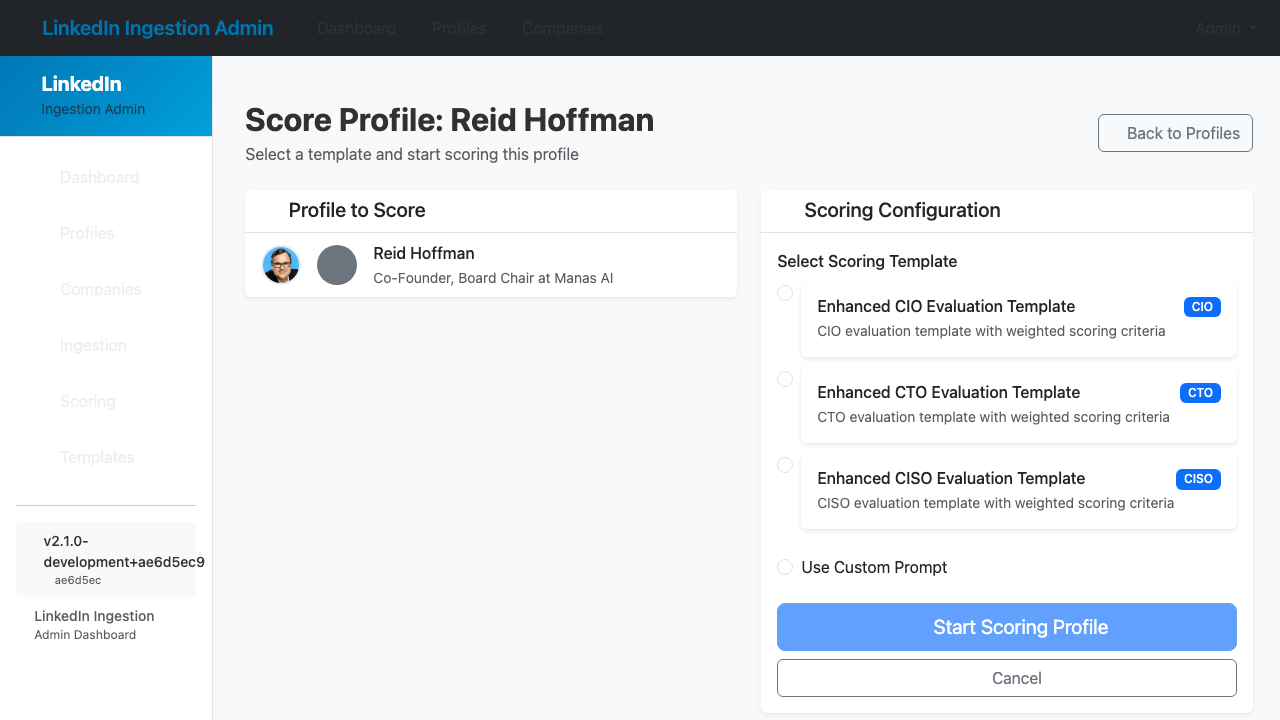 LinkedIn Ingestion Admin
Dashboard
Profiles
Companies
Admin
LinkedIn
Ingestion Admin
Dashboard
Profiles
Companies
Ingestion
Scoring
Templates
v2.1.0-
development+ae6d5ec9
ae6d5ec
LinkedIn Ingestion
Admin Dashboard
Score Profile: Reid Hoffman
Select a template and start scoring this profile
Back to Profiles
Profile to Score
Reid Hoffman
Co-Founder, Board Chair at Manas AI
Scoring Configuration
Select Scoring Template
Enhanced CIO Evaluation Template
CIO
CIO evaluation template with weighted scoring criteria
Enhanced CTO Evaluation Template
CTO
CTO evaluation template with weighted scoring criteria
Enhanced CISO Evaluation Template
CISO
CISO evaluation template with weighted scoring criteria
Use Custom Prompt
Start Scoring Profile
Cancel